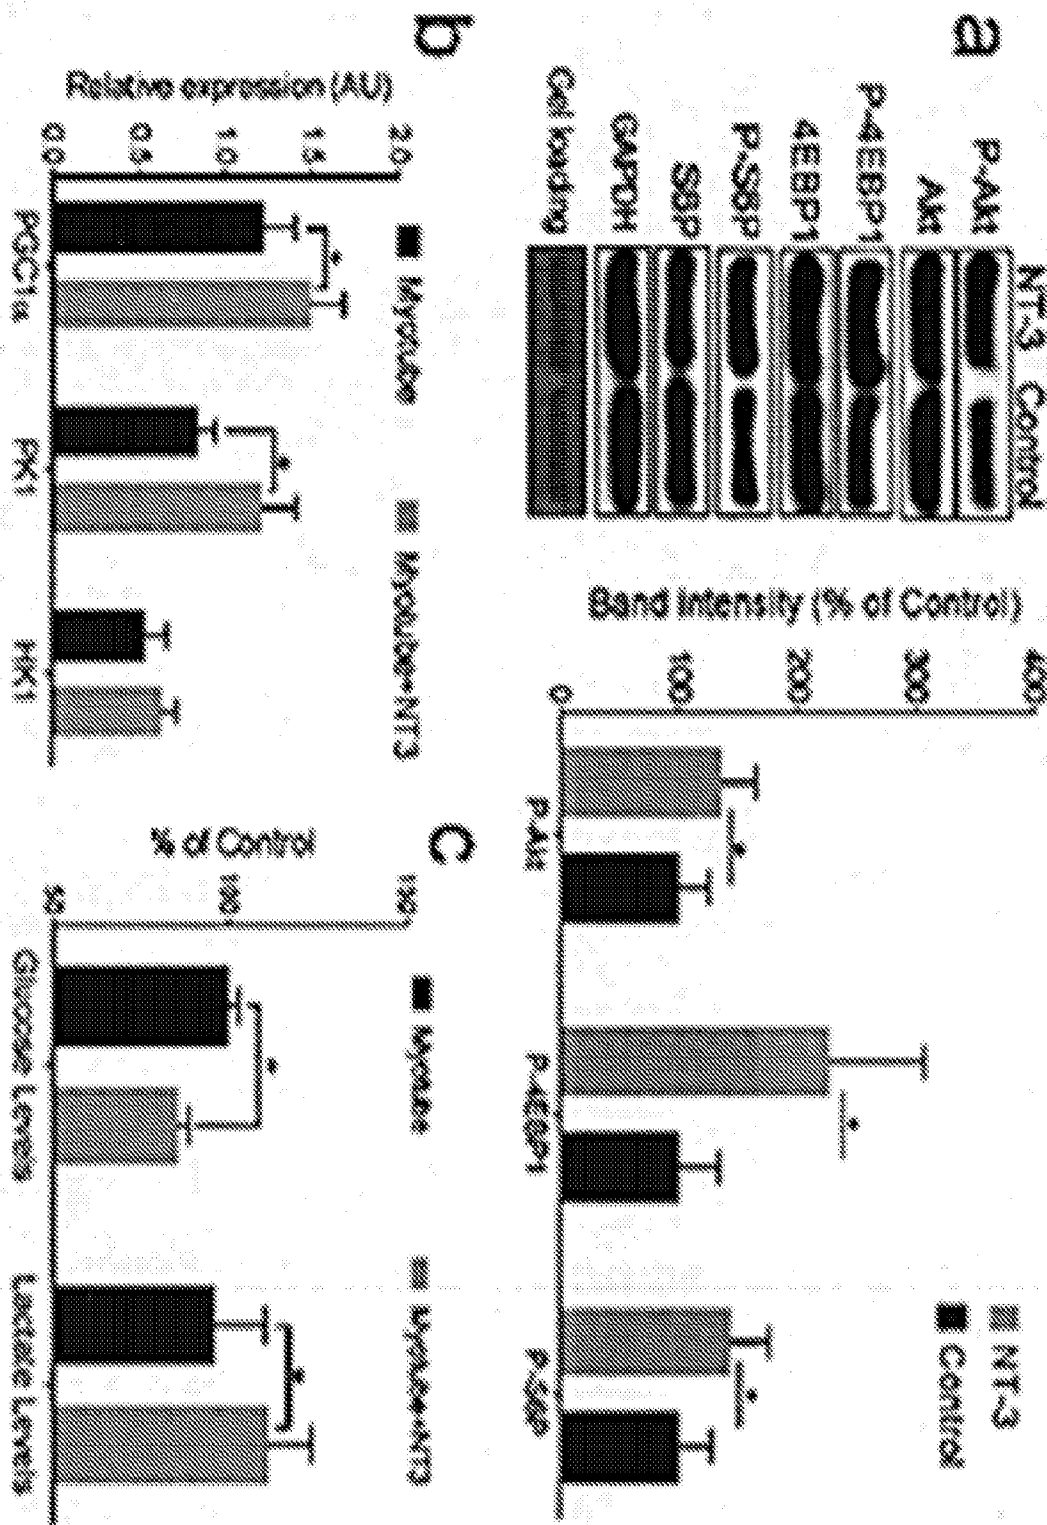 a
NT-3 Control
P-Akt
Akt
P-4EBP1
4EBP1
P-S6P
S6P
GAPDH
Gel loading
Band Intensity (% of Control)
400
300
200
100
0
NT-3
Control
*
*
*
P-Akt
P-4EBP1
P-S6P
b
Myotube
Myotube+NT3
Relative expression (AU)
2.0
1.5
1.0
0.5
0.0
*
*
PGC1α
PK1
HK1
c
Myotube
Myotube+NT3
% of Control
150
100
50
*
*
Glucose Levels
Lactate Levels